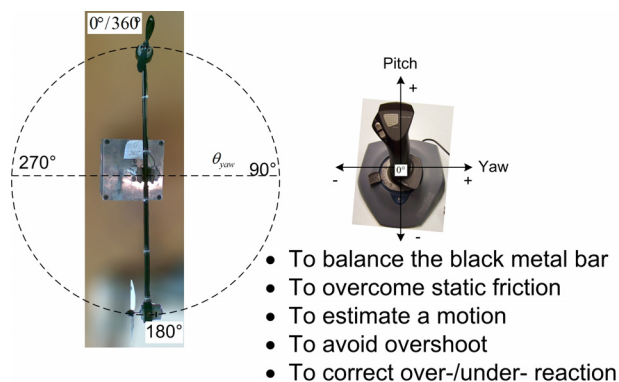 0°/360°
270°
θyaw
90°
180°
Pitch
+
0°
Yaw
-
+
-
• To balance the black metal bar
• To overcome static friction
• To estimate a motion
• To avoid overshoot
• To correct over-/under- reaction